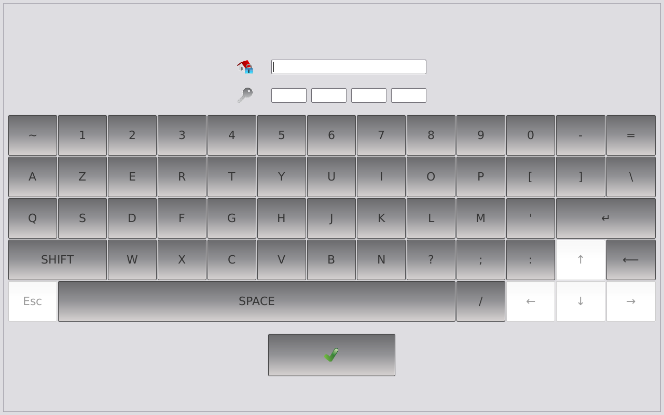 ~ 1 2 3 4 5 6 7 8 9 0 - =
A Z E R T Y U I O P [ ] \
Q S D F G H J K L M ' ↵
SHIFT W X C V B N ? ; : ↑ ⟵
Esc SPACE / ← ↓ →